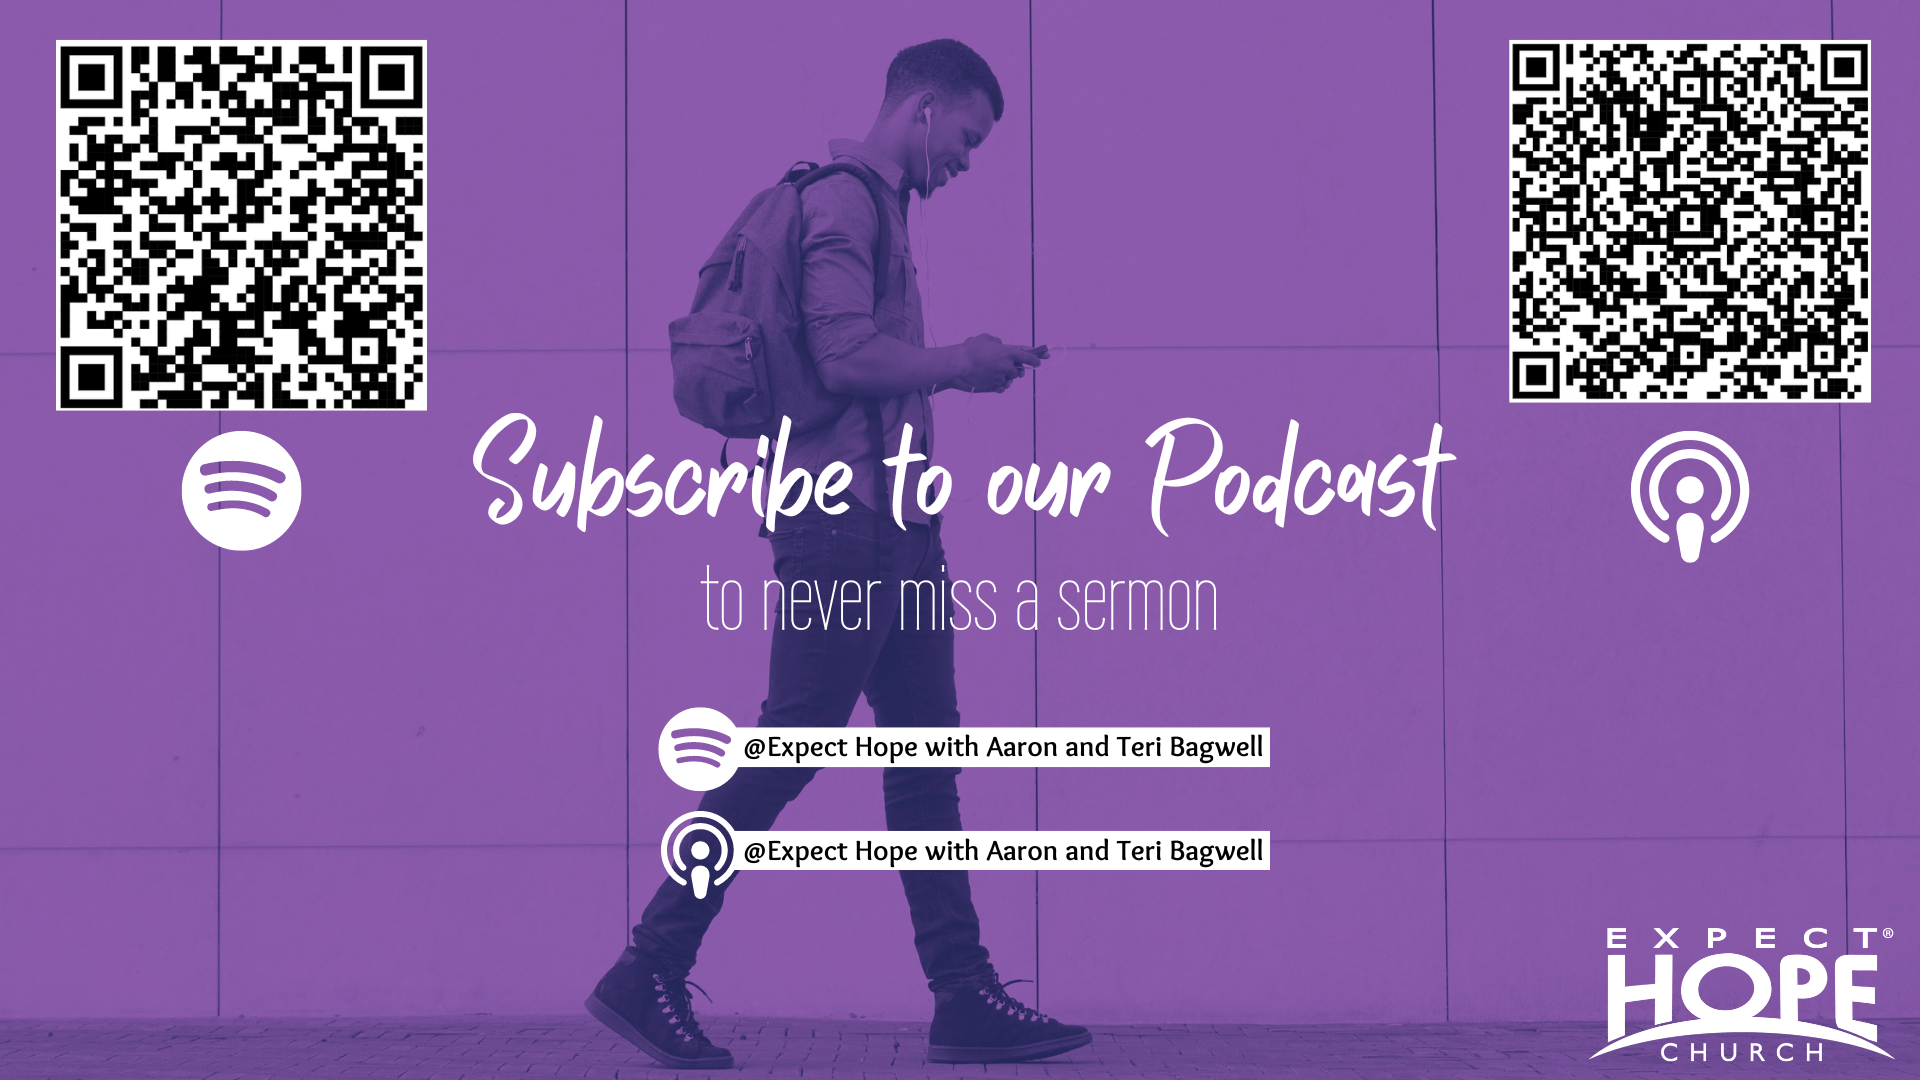 Subscribe to our Podcast
to never miss a sermon
@Expect Hope with Aaron and Teri Bagwell
@Expect Hope with Aaron and Teri Bagwell
EXPECT®
HOPE
CHURCH